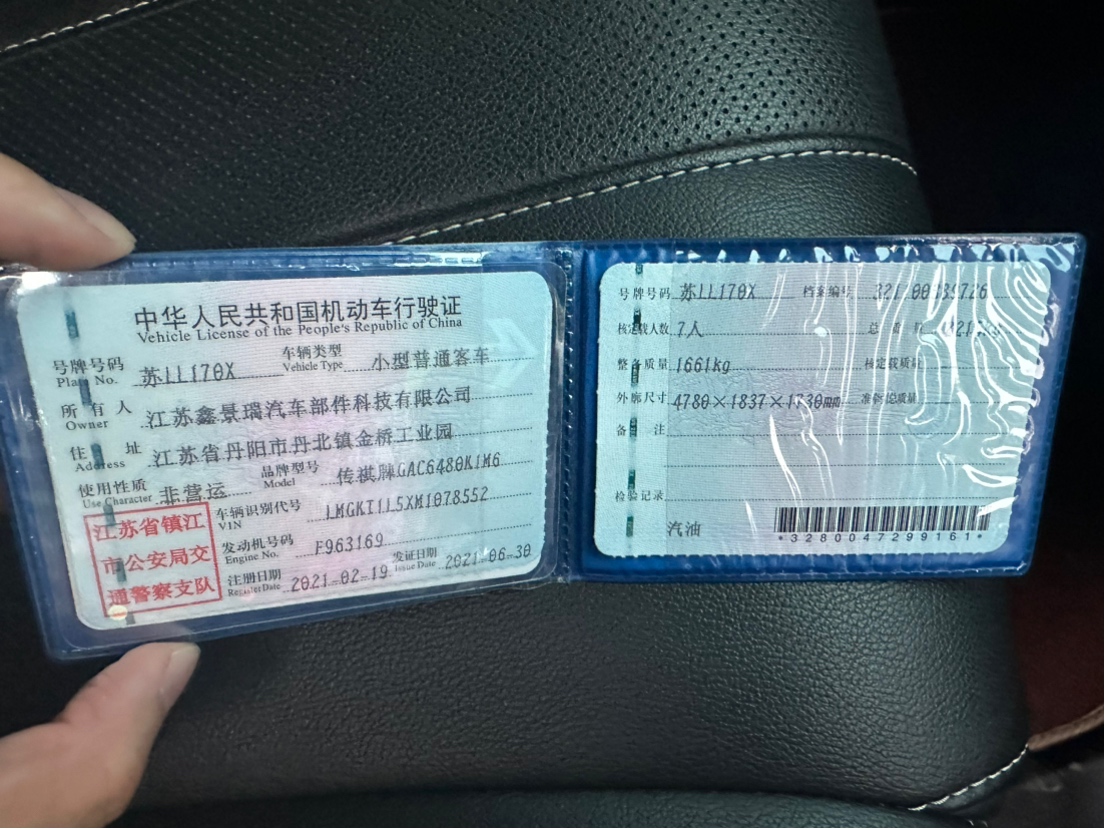 中华人民共和国机动车行驶证
Vehicle License of the People's Republic of China
号牌号码 Plate No. 苏LL170X 车辆类型 Vehicle Type 小型普通客车
所有人 Owner 江苏鑫景瑞汽车部件科技有限公司
住址 Address 江苏省丹阳市丹北镇金桥工业园
使用性质 Use Character 非营运 品牌型号 Model 传祺牌GAC6480K1M6
车辆识别代号 VIN LMGKT1L5XM1078552
发动机号码 Engine No. F963169
注册日期 Register Date 2021-02-19 发证日期 Issue Date 2021-06-30
江苏省镇江
市公安局交
通警察支队
号牌号码 苏LL170X 档案编号
核定载人数 7人 总质量
整备质量 1661kg 核定载质量
外廓尺寸 4780×1837×1730mm 准牵引总质量
备注
检验记录
汽油
*3280047299161*